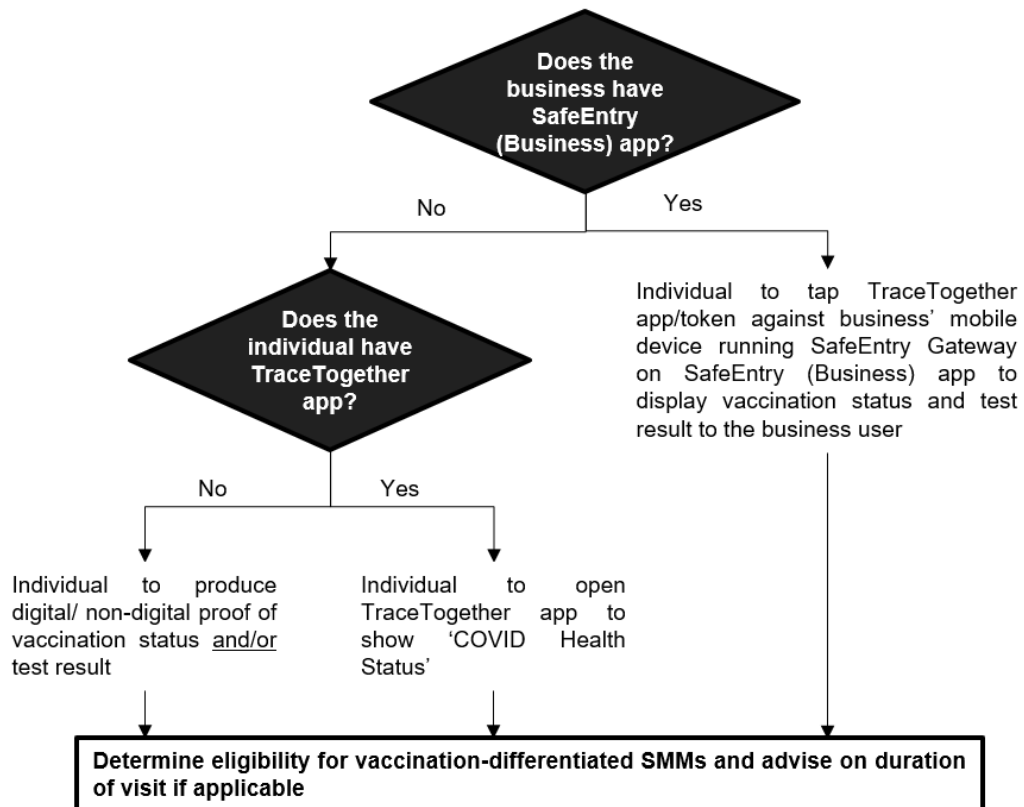 Does the
business have
SafeEntry
(Business) app?
No
Yes
Does the
individual have
TraceTogether
app?
Individual to tap TraceTogether
app/token against business’ mobile
device running SafeEntry Gateway
on SafeEntry (Business) app to
display vaccination status and test
result to the business user
No
Yes
Individual to produce
digital/ non-digital proof of
vaccination status and/or
test result
Individual to open
TraceTogether app to
show ‘COVID Health
Status’
Determine eligibility for vaccination-differentiated SMMs and advise on duration
of visit if applicable